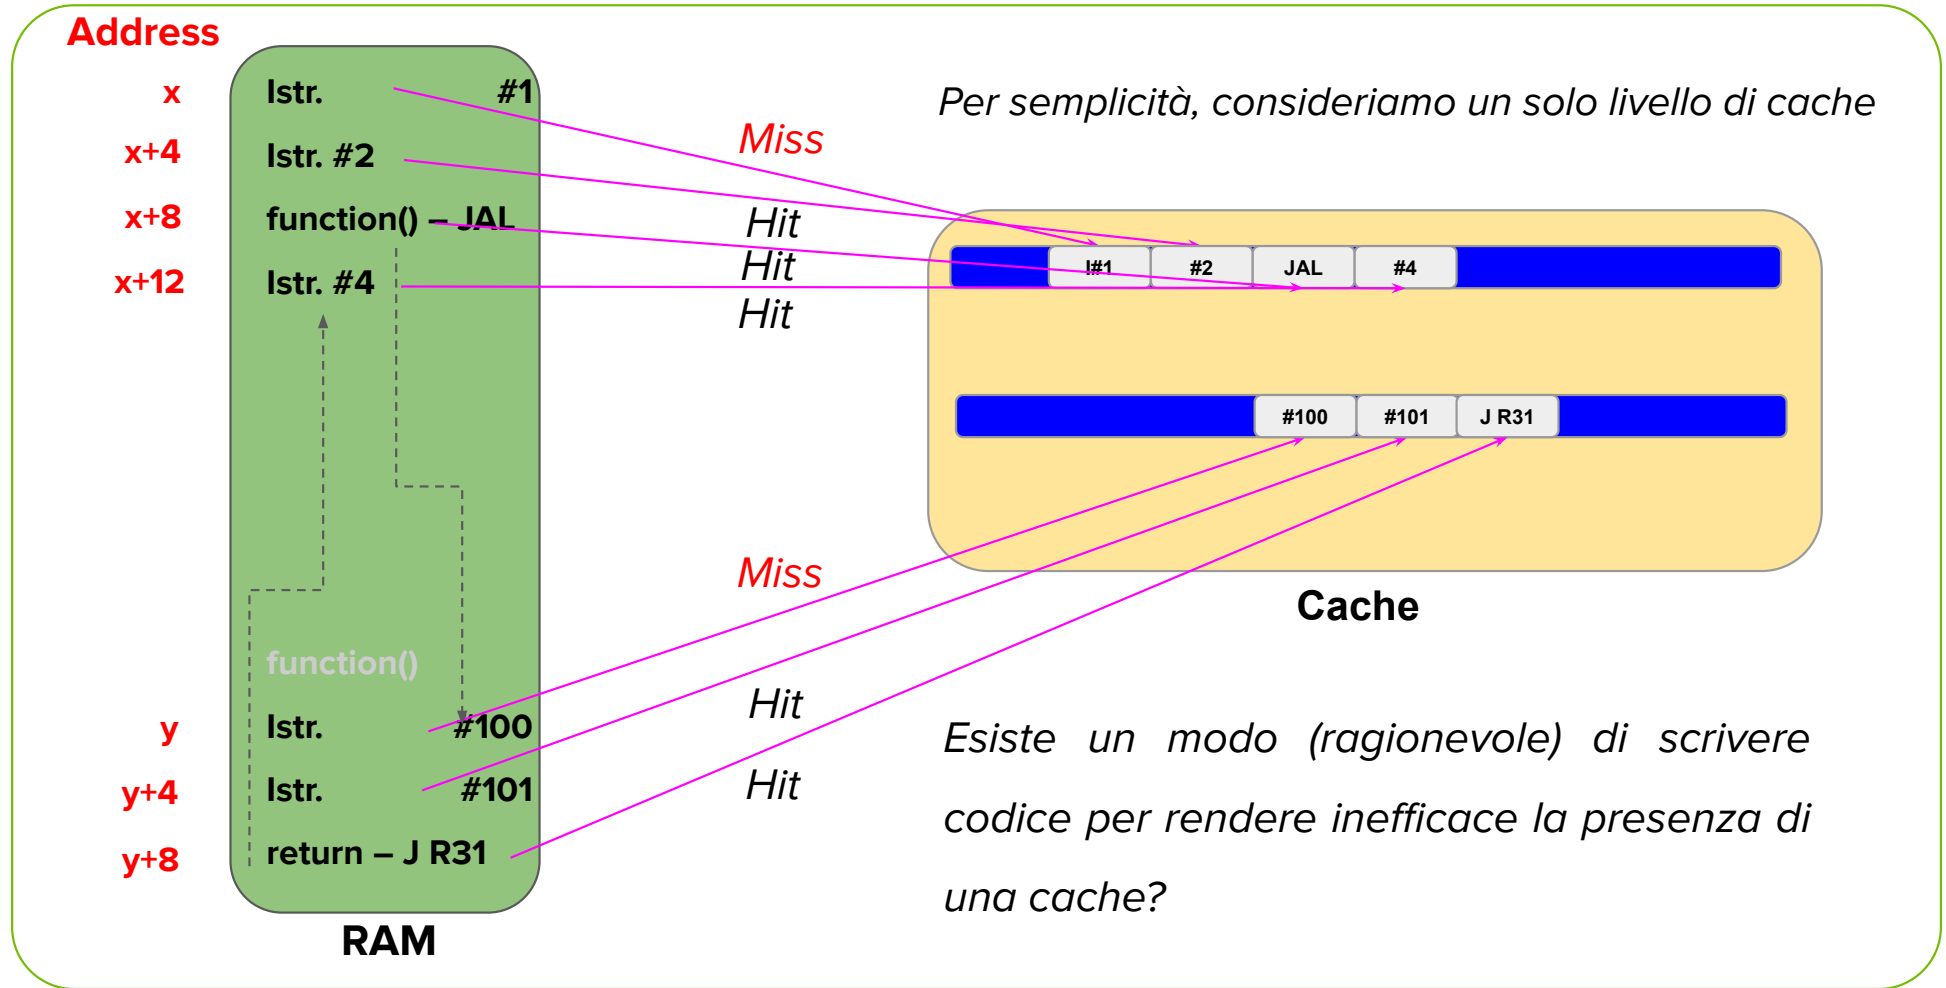 Address
x
Istr. #1
x+4
Istr. #2
x+8
function() – JAL
x+12
Istr. #4
function()
y
Istr. #100
y+4
Istr. #101
y+8
return – J R31
RAM
Miss
Hit
Hit
Hit
Miss
Hit
Hit
Per semplicità, consideriamo un solo livello di cache
I#1
#2
JAL
#4
#100
#101
J R31
Cache
Esiste un modo (ragionevole) di scrivere
codice per rendere inefficace la presenza di
una cache?